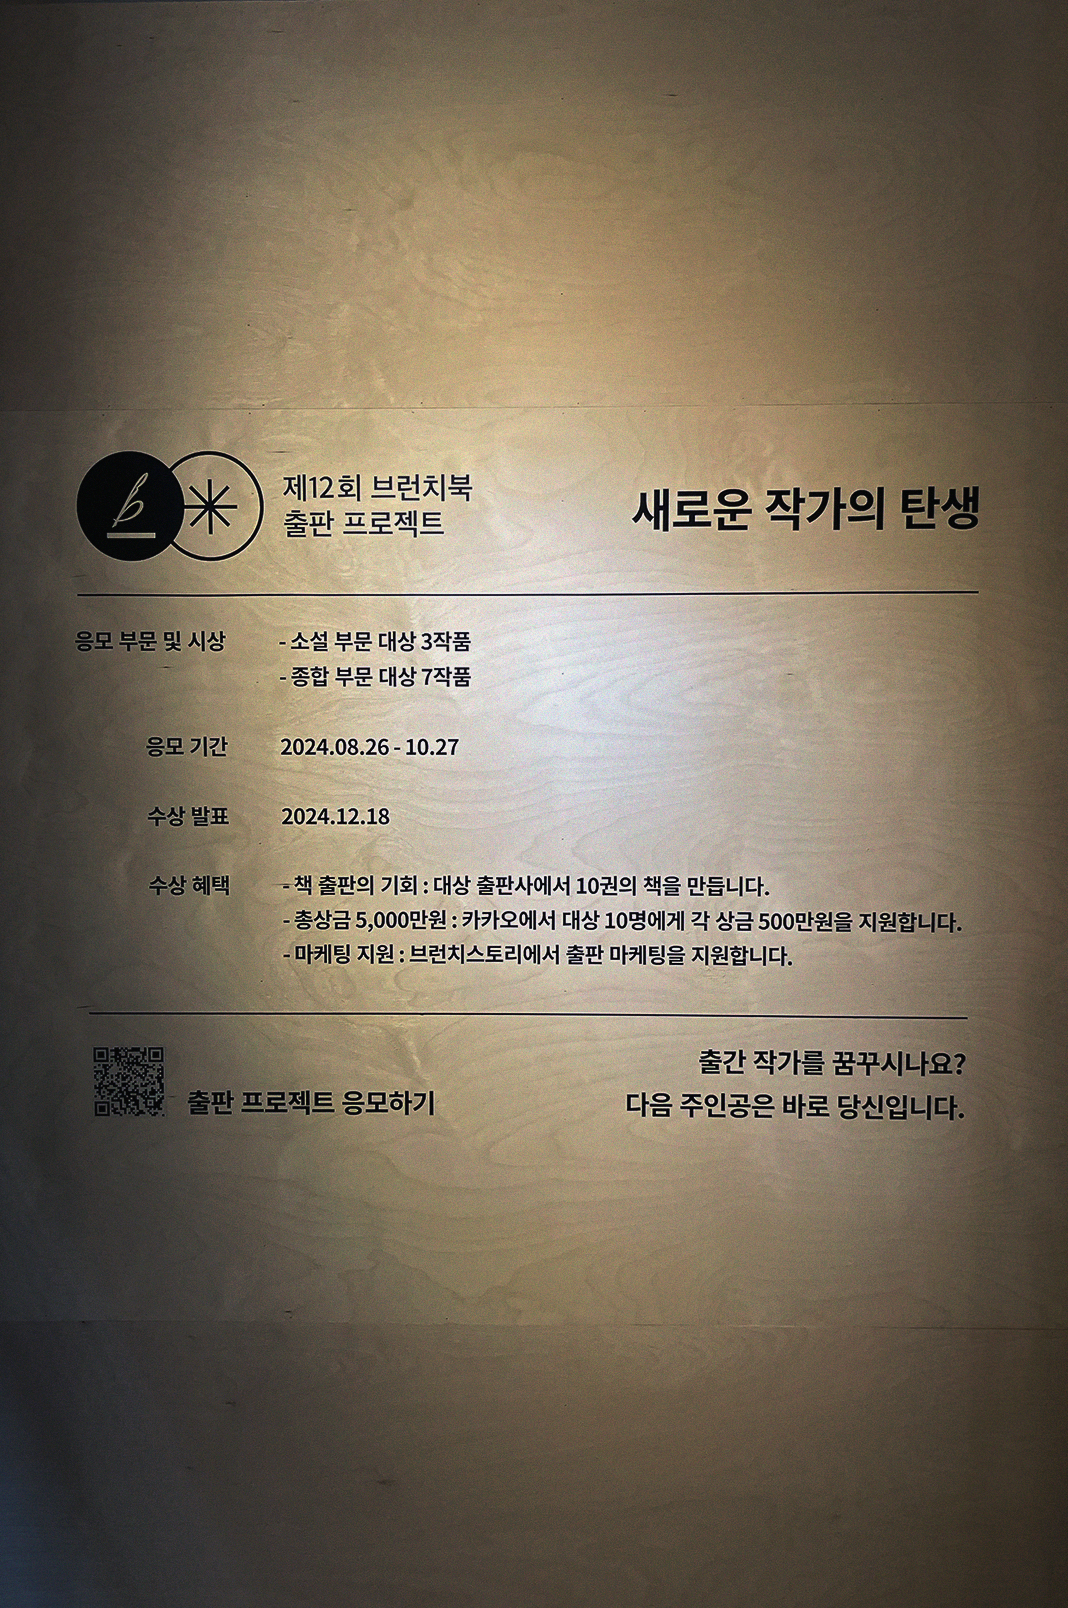 제12회 브런치북
출판 프로젝트
새로운 작가의 탄생
응모 부문 및 시상
- 소설 부문 대상 3작품
- 종합 부문 대상 7작품
응모 기간
2024.08.26 - 10.27
수상 발표
2024.12.18
수상 혜택
- 책 출판의 기회 : 대상 출판사에서 10권의 책을 만듭니다.
- 총상금 5,000만원 : 카카오에서 대상 10명에게 각 상금 500만원을 지원합니다.
- 마케팅 지원 : 브런치스토리에서 출판 마케팅을 지원합니다.
출판 프로젝트 응모하기
출간 작가를 꿈꾸시나요?
다음 주인공은 바로 당신입니다.